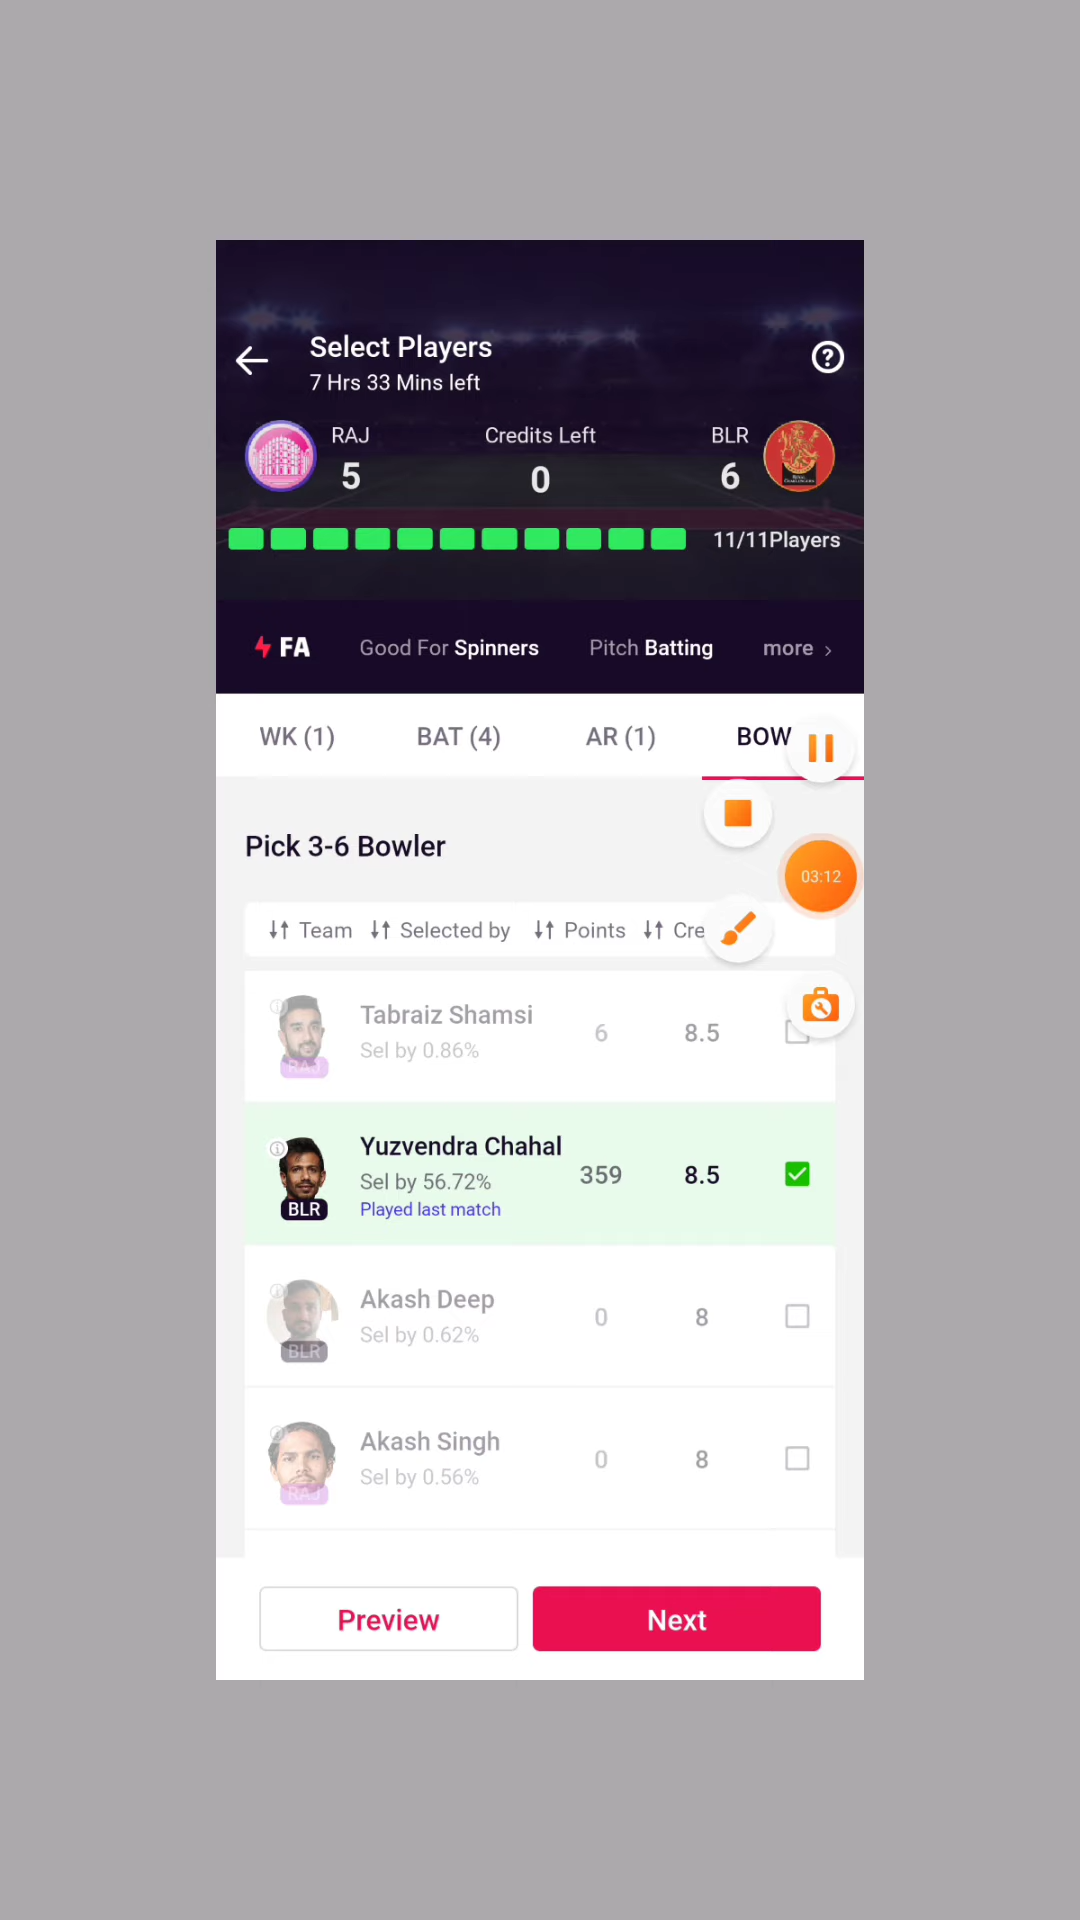 Select Players
7 Hrs 33 Mins left
RAJ
Credits Left
BLR
5
0
6
11/11Players
FA
Good For Spinners
Pitch Batting
more
WK (1)
BAT (4)
AR (1)
BOW
Pick 3-6 Bowler
03:12
Team
Selected by
Points
Cre
Tabraiz Shamsi
Sel by 0.86%
6
8.5
RAJ
Yuzvendra Chahal
Sel by 56.72%
Played last match
359
8.5
BLR
Akash Deep
Sel by 0.62%
0
8
BLR
Akash Singh
Sel by 0.56%
0
8
RAJ
Preview
Next